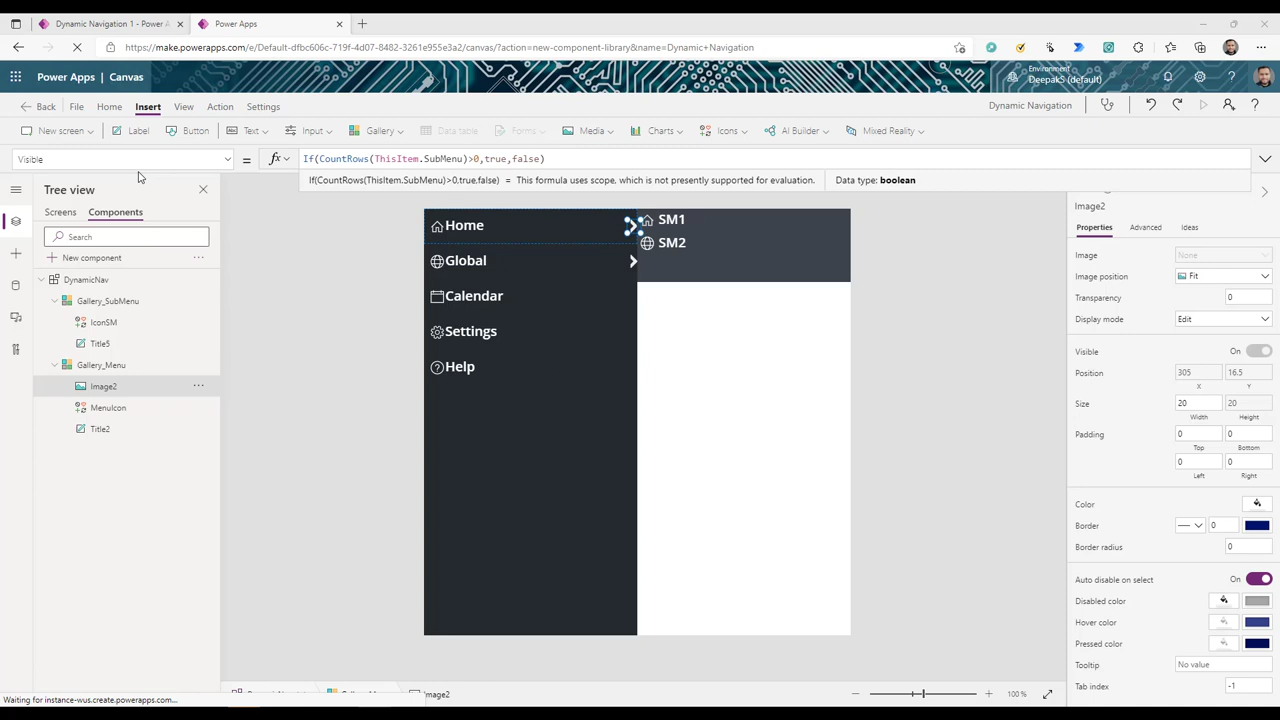 Dynamic Navigation 1 - Power A
Power Apps
https://make.powerapps.com/e/Default-dfbc606c-719f-4d07-8482-3261e955e3a2/canvas/?action=new-component-library&name=Dynamic+Navigation
Power Apps | Canvas
Environment
DeepakS (default)
Back
File
Home
Insert
View
Action
Settings
Dynamic Navigation
New screen
Label
Button
Text
Input
Gallery
Data table
Forms
Media
Charts
Icons
AI Builder
Mixed Reality
Visible
= fx
If(CountRows(ThisItem.SubMenu)>0,true,false)
If(CountRows(ThisItem.SubMenu)>0,true,false) = This formula uses scope, which is not presently supported for evaluation.
Data type: boolean
Tree view
Screens
Components
Search
New component
DynamicNav
Gallery_SubMenu
IconSM
Title5
Gallery_Menu
Image2
MenuIcon
Title2
Home
Global
Calendar
Settings
Help
SM1
SM2
Image2
Properties
Advanced
Ideas
Image
None
Image position
Fit
Transparency
0
Display mode
Edit
Visible
On
Position
305
16.5
X
Y
Size
20
20
Width
Height
Padding
0
0
Top
Bottom
0
0
Left
Right
Color
Border
0
Border radius
0
Auto disable on select
On
Disabled color
Hover color
Pressed color
Tooltip
No value
Tab index
-1
Waiting for instance-wus.create.powerapps.com...
Image2
100 %